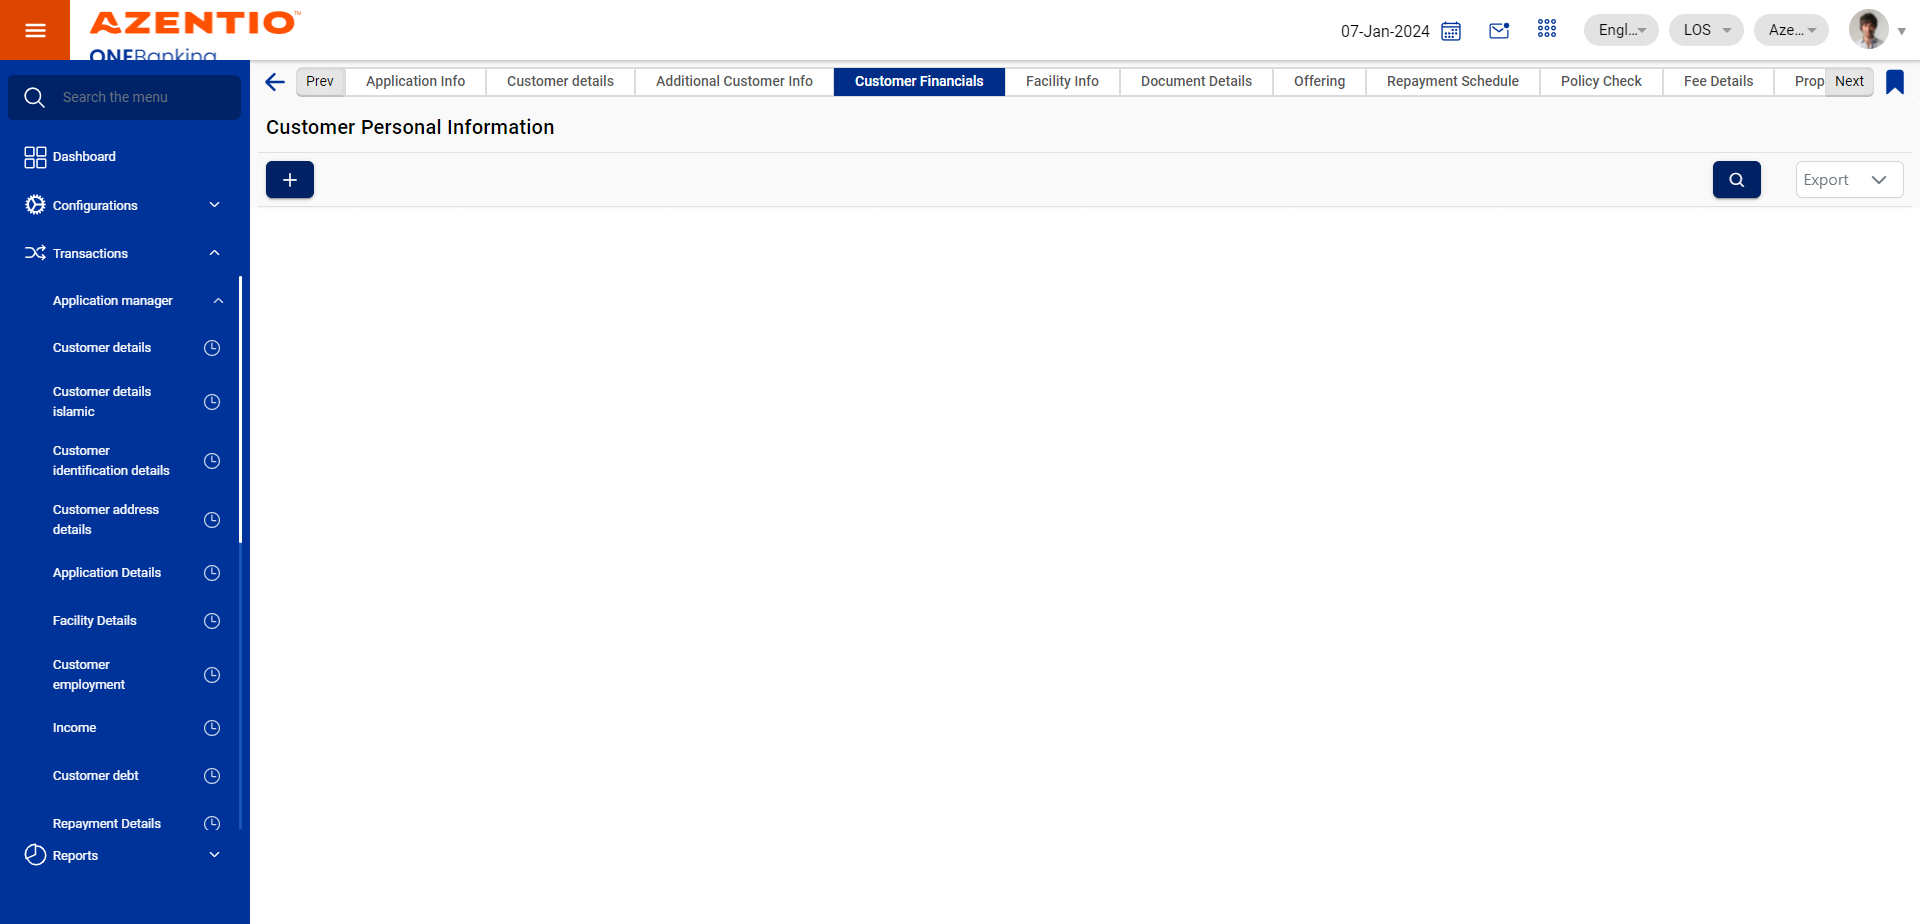 AZENTIO™
ONEBanking
07-Jan-2024
Engl...
LOS
Aze...
Search the menu
Dashboard
Configurations
Transactions
Application manager
Customer details
Customer details
islamic
Customer
identification details
Customer address
details
Application Details
Facility Details
Customer
employment
Income
Customer debt
Repayment Details
Reports
Prev
Application Info
Customer details
Additional Customer Info
Customer Financials
Facility Info
Document Details
Offering
Repayment Schedule
Policy Check
Fee Details
Prop
Next
Customer Personal Information
Export